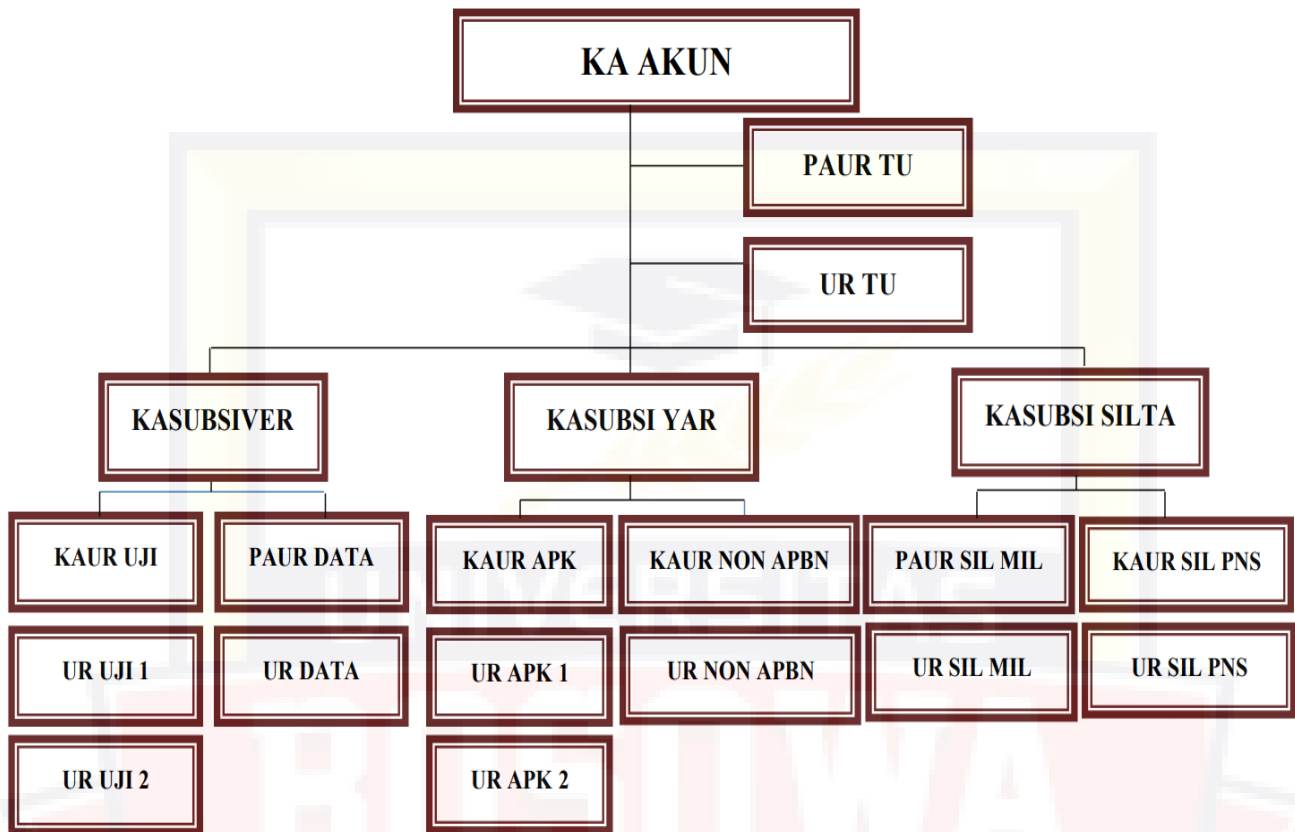 KA AKUN
PAUR TU
UR TU
KASUBSIVER
KASUBSI YAR
KASUBSI SILTA
KAUR UJI
PAUR DATA
KAUR APK
KAUR NON APBN
PAUR SIL MIL
KAUR SIL PNS
UR UJI 1
UR DATA
UR APK 1
UR NON APBN
UR SIL MIL
UR SIL PNS
UR UJI 2
UR APK 2
UNIVERSITAS
BOSOWA